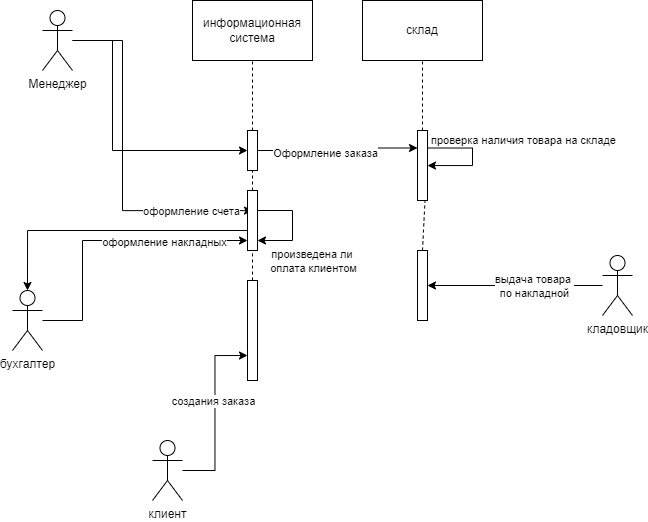 информационная
система
склад
Менеджер
проверка наличия товара на складе
Оформление заказа
оформление счета
оформление накладных
произведена ли
оплата клиентом
выдача товара
по накладной
кладовщик
бухгалтер
создания заказа
клиент